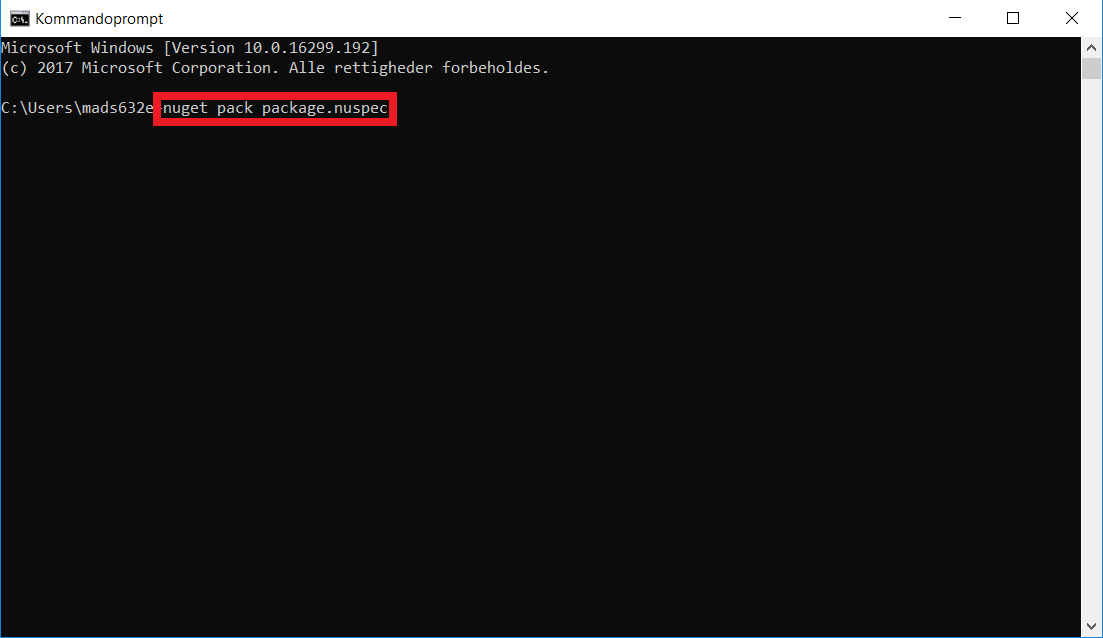 Kommandoprompt
Microsoft Windows [Version 10.0.16299.192]
(c) 2017 Microsoft Corporation. Alle rettigheder forbeholdes.
C:\Users\mads632e nuget pack package.nuspec